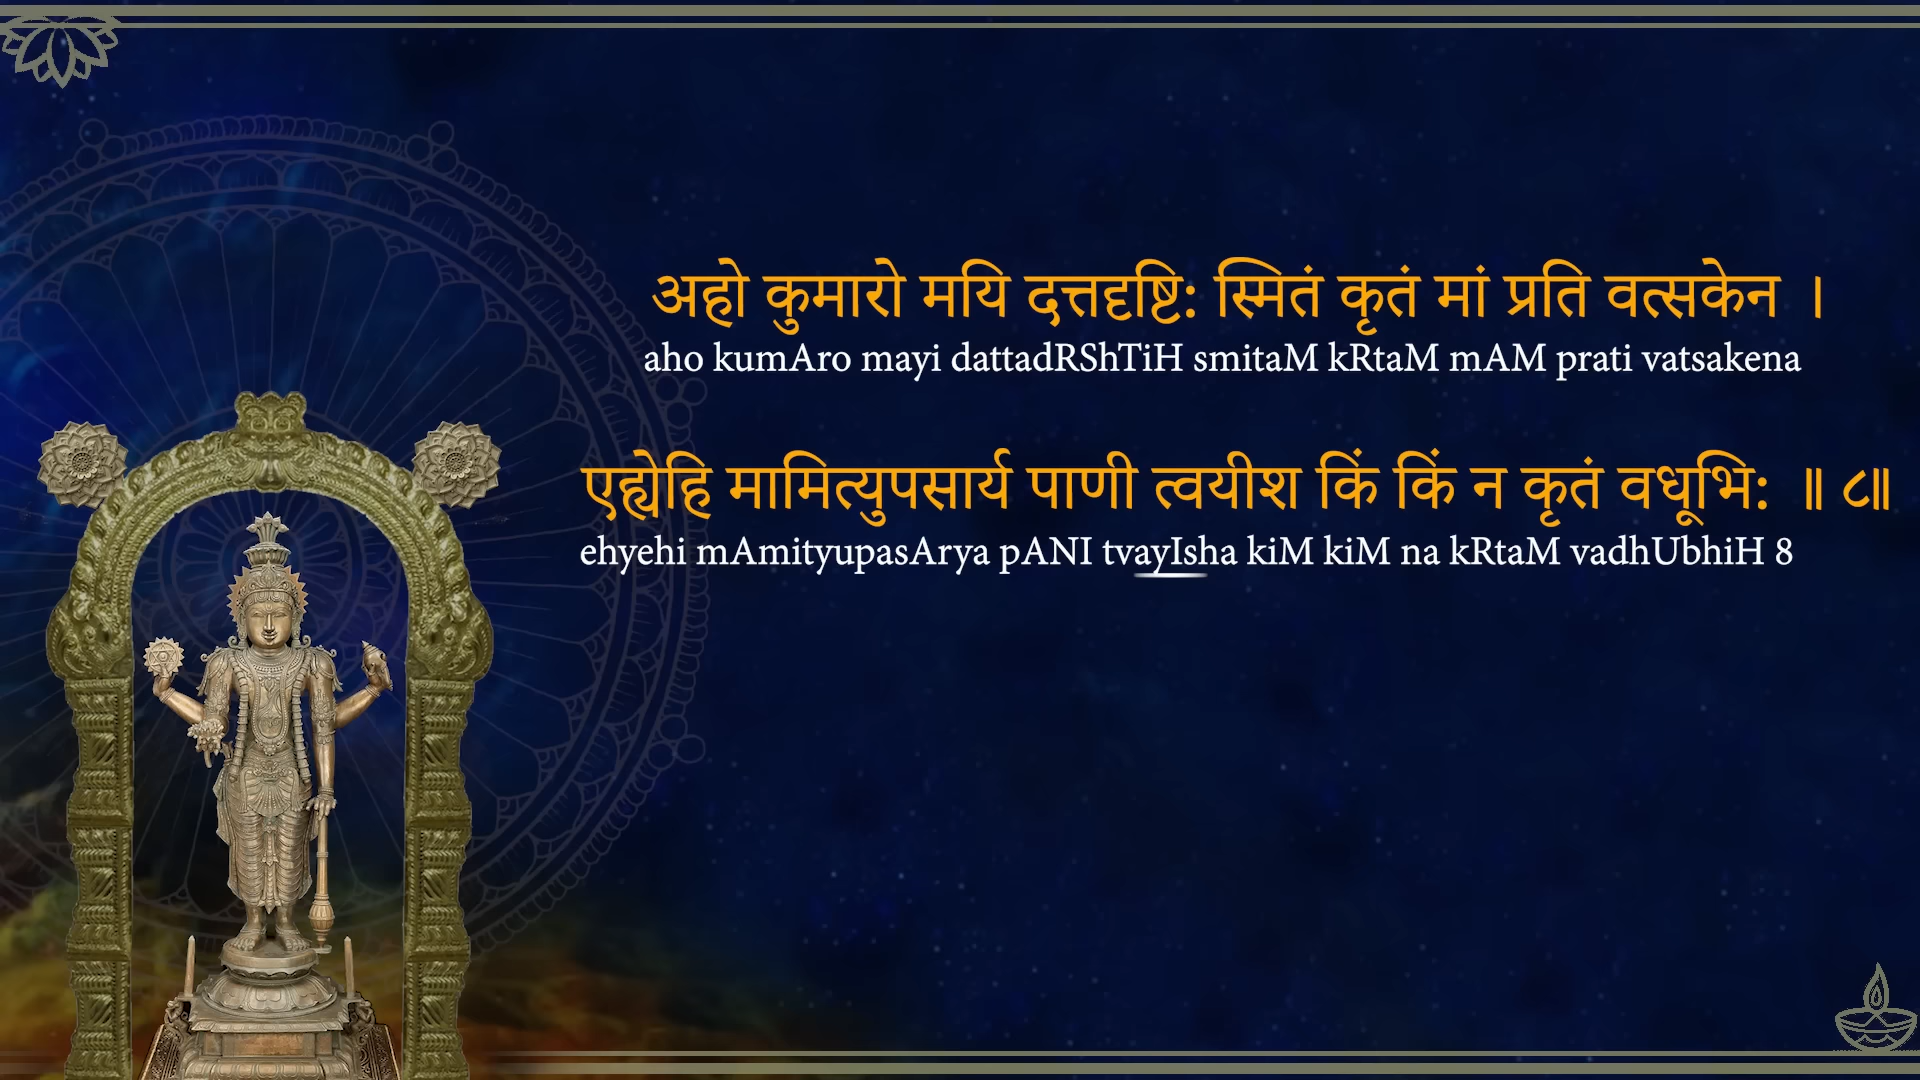 अहो कुमारो मयि दत्तदृष्टि: स्मितं कृतं मां प्रति वत्सकेन ।
aho kumAro mayi dattadRShTiH smitaM kRtaM mAM prati vatsakena
एह्येहि मामित्युपसार्य पाणी त्वयीश किं किं न कृतं वधूभि: ॥ ८॥
ehyehi mAmityupasArya pANI tvayIsha kiM kiM na kRtaM vadhUbhiH 8